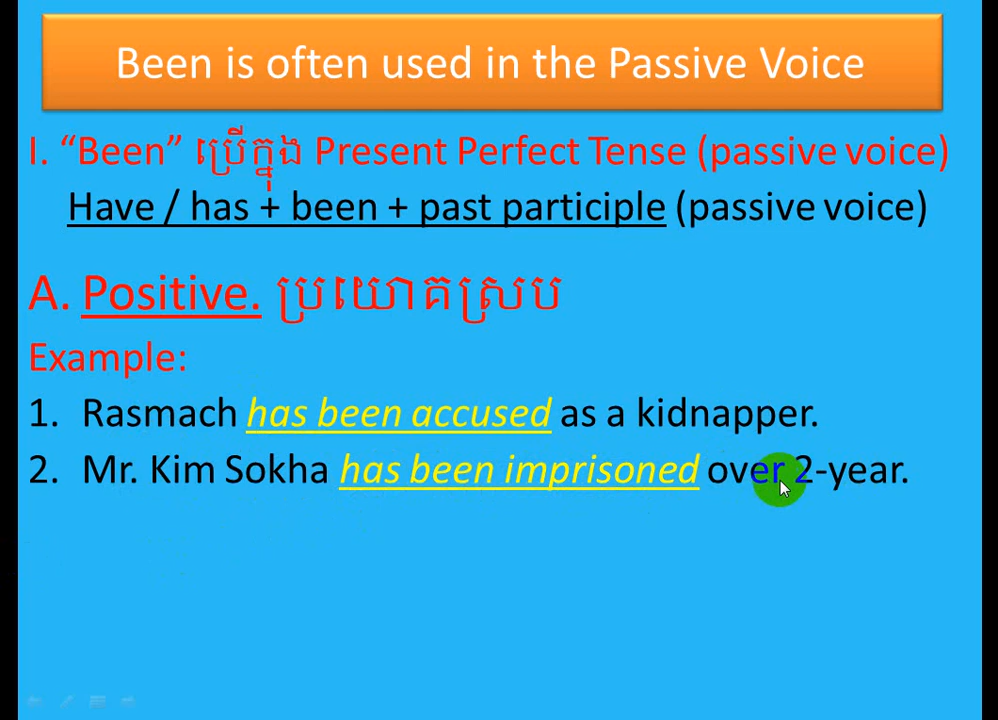 Been is often used in the Passive Voice
I. “Been” ប្រើក្នុង Present Perfect Tense (passive voice)
Have / has + been + past participle (passive voice)
A. Positive. ប្រយោគស្រប
Example:
1. Rasmach has been accused as a kidnapper.
2. Mr. Kim Sokha has been imprisoned over 2-year.